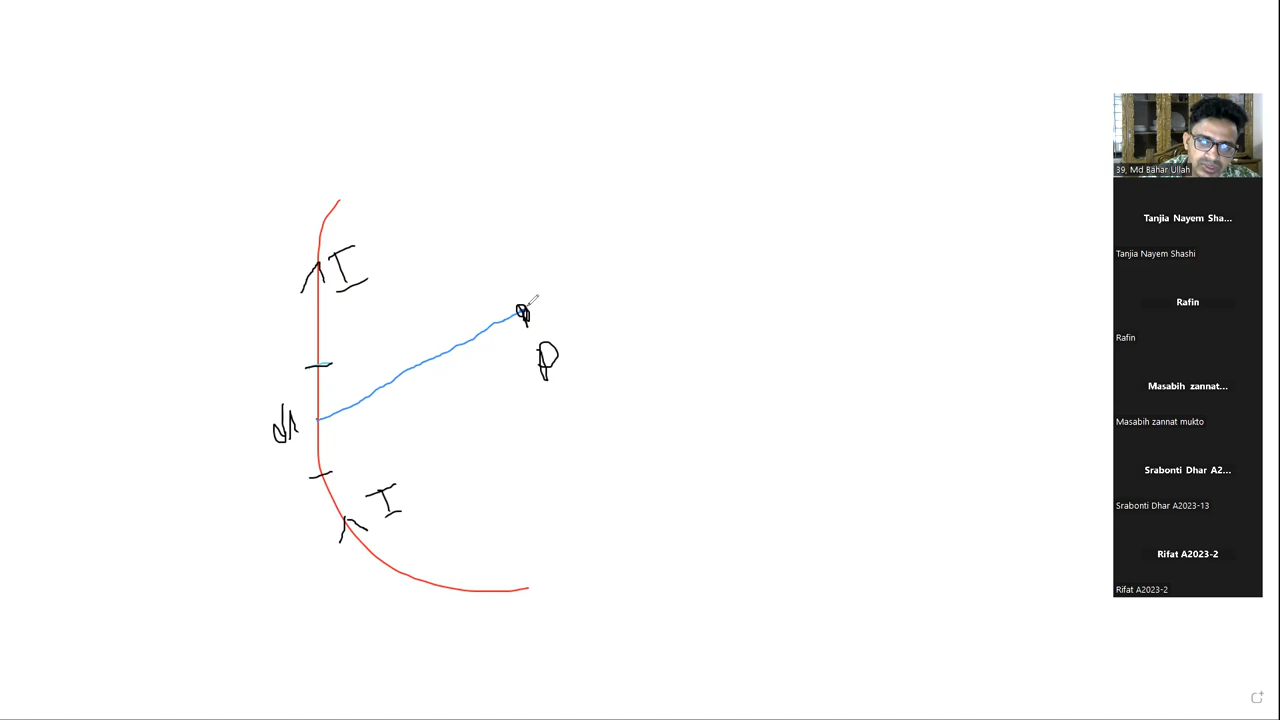 I
P
dl
I
39, Md Bahar Ullah
Tanjia Nayem Sha...
Tanjia Nayem Shashi
Rafin
Rafin
Masabih zannat...
Masabih zannat mukto
Srabonti Dhar A2...
Srabonti Dhar A2023-13
Rifat A2023-2
Rifat A2023-2